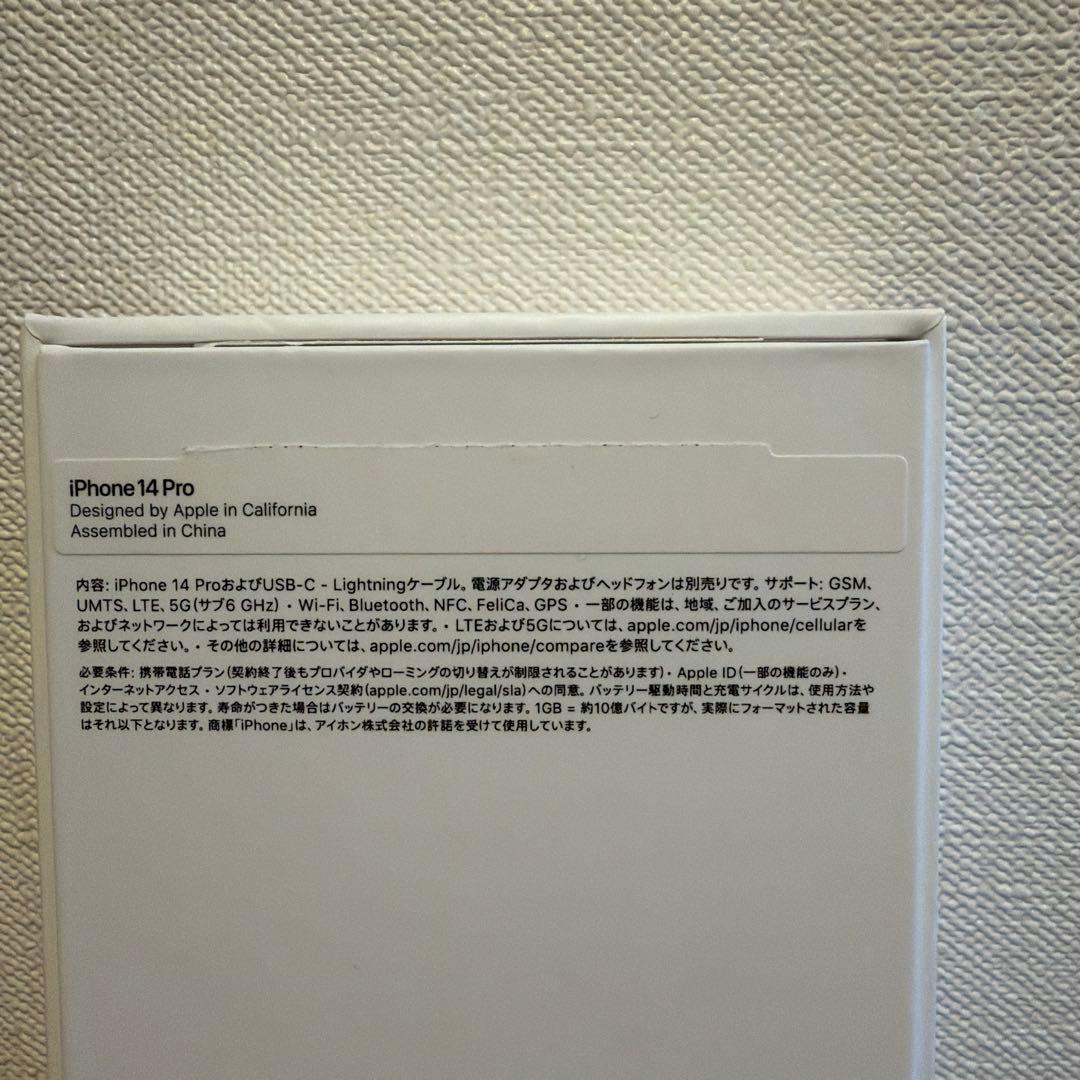 iPhone 14 Pro
Designed by Apple in California
Assembled in China
内容: iPhone 14 ProおよびUSB-C - Lightningケーブル。電源アダプタおよびヘッドフォンは別売りです。サポート: GSM、
UMTS、LTE、5G(サブ6 GHz)・Wi-Fi、Bluetooth、NFC、FeliCa、GPS・一部の機能は、地域、ご加入のサービスプラン、
およびネットワークによっては利用できないことがあります。・LTEおよび5Gについては、apple.com/jp/iphone/cellularを
参照してください。・その他の詳細については、apple.com/jp/iphone/compareを参照してください。
必要条件: 携帯電話プラン(契約終了後もプロバイダやローミングの切り替えが制限されることがあります)・Apple ID(一部の機能のみ)・
インターネットアクセス・ソフトウェアライセンス契約(apple.com/jp/legal/sla)への同意。バッテリー駆動時間と充電サイクルは、使用方法や
設定によって異なります。寿命がつきた場合はバッテリーの交換が必要になります。1GB = 約10億バイトですが、実際にフォーマットされた容量
はそれ以下となります。商標「iPhone」は、アイホン株式会社の許諾を受けて使用しています。